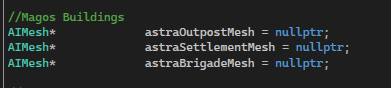 //Magos Buildings
AIMesh* astraOutpostMesh = nullptr;
AIMesh* astraSettlementMesh = nullptr;
AIMesh* astraBrigadeMesh = nullptr;